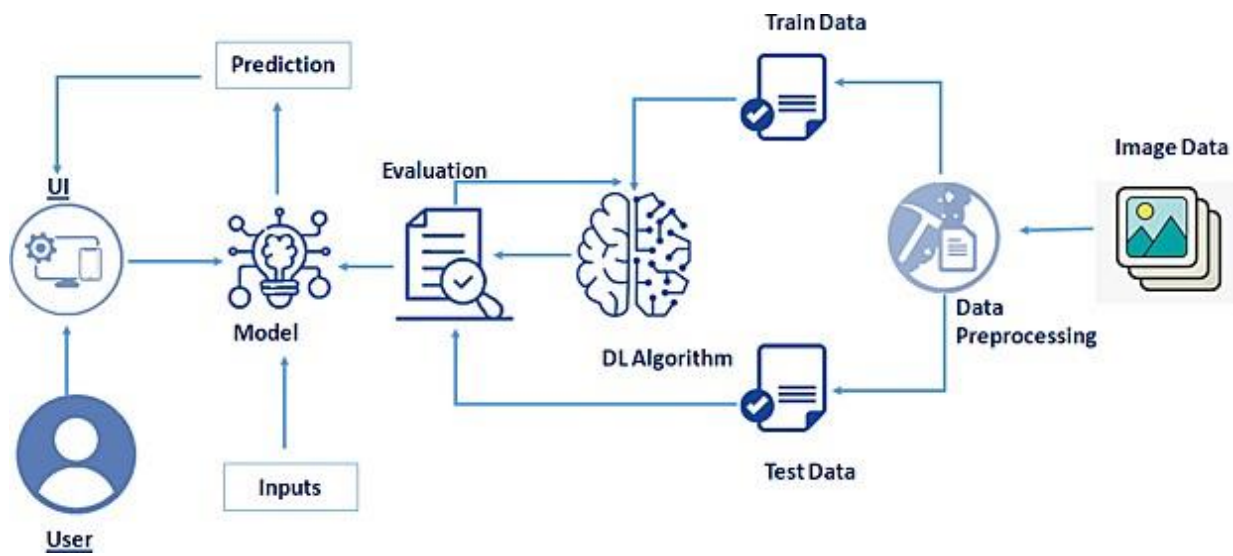 Train Data
Prediction
Image Data
Evaluation
UI
Model
Data
Preprocessing
DL Algorithm
Test Data
Inputs
User